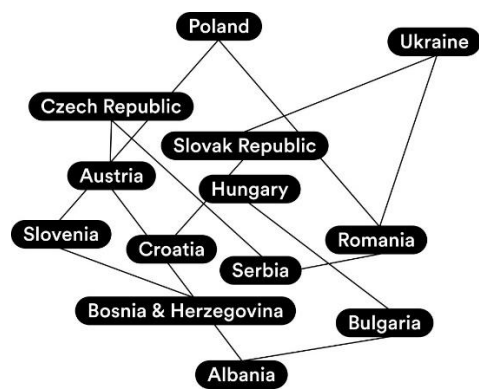 Poland
Ukraine
Czech Republic
Slovak Republic
Austria
Hungary
Slovenia
Croatia
Romania
Serbia
Bosnia & Herzegovina
Bulgaria
Albania